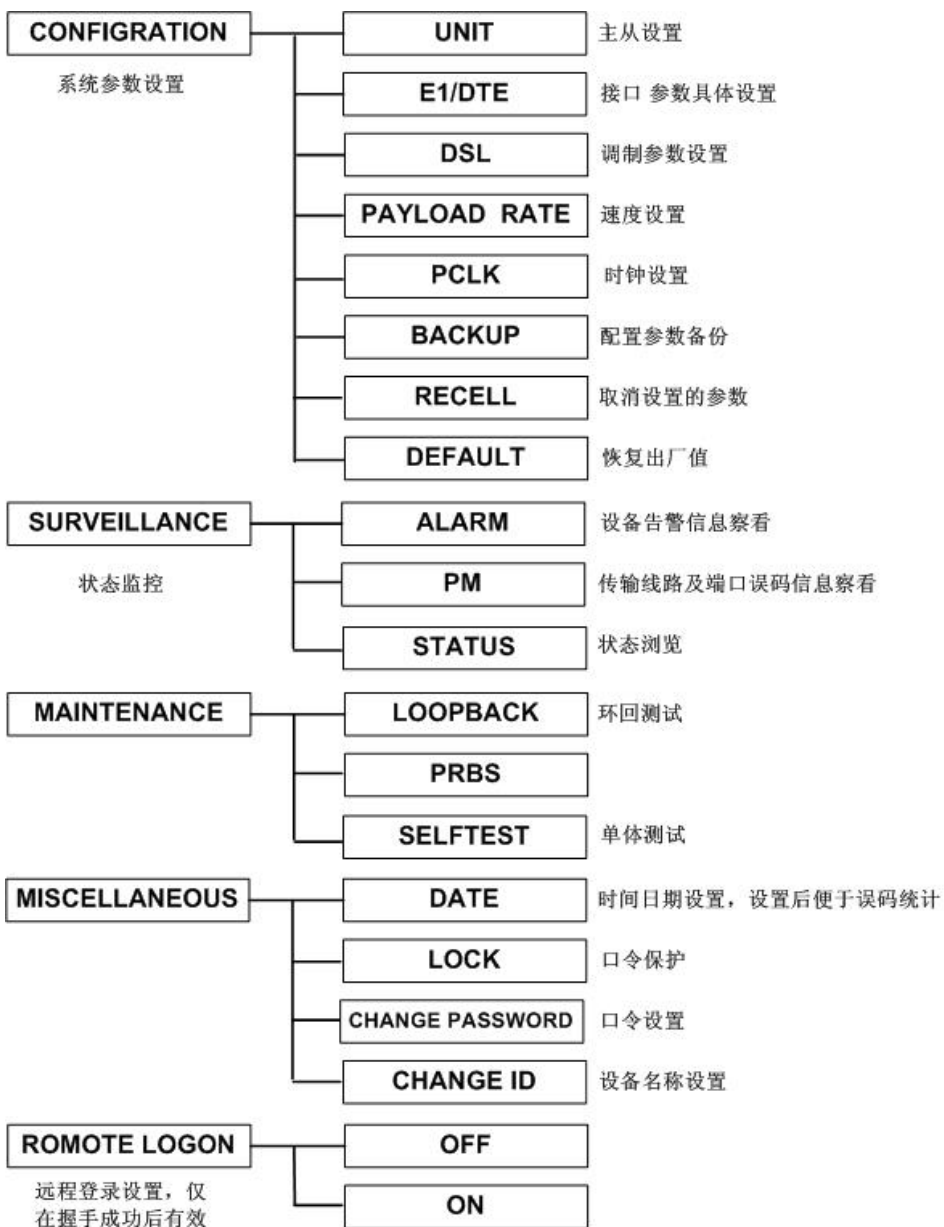 CONFIGRATION
系统参数设置
UNIT 主从设置
E1/DTE 接口 参数具体设置
DSL 调制参数设置
PAYLOAD RATE 速度设置
PCLK 时钟设置
BACKUP 配置参数备份
RECELL 取消设置的参数
DEFAULT 恢复出厂值
SURVEILLANCE
状态监控
ALARM 设备告警信息察看
PM 传输线路及端口误码信息察看
STATUS 状态浏览
MAINTENANCE
LOOPBACK 环回测试
PRBS
SELFTEST 单体测试
MISCELLANEOUS
DATE 时间日期设置，设置后便于误码统计
LOCK 口令保护
CHANGE PASSWORD 口令设置
CHANGE ID 设备名称设置
ROMOTE LOGON
远程登录设置，仅
在握手成功后有效
OFF
ON